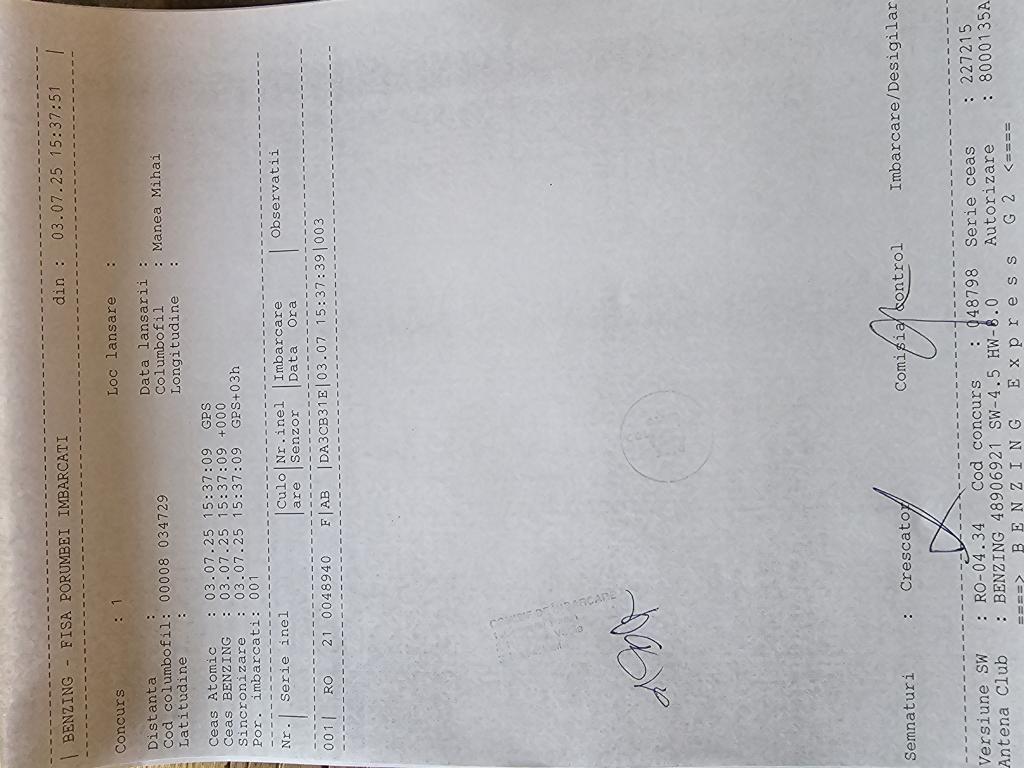 | BENZING - FISA PORUMBEI IMBARCATI din : 03.07.25 15:37:51 |
Concurs : 1 Loc lansare :
Distanta : Data lansarii :
Cod columbofil: 00008 034729 Columbofil : Manea Mihai
Latitudine : Longitudine :
Ceas Atomic : 03.07.25 15:37:09 GPS
Ceas BENZING : 03.07.25 15:37:09 +000
Sincronizare : 03.07.25 15:37:09 GPS+03h
Por. imbarcati: 001
Nr.| Serie inel |Culo|Nr.inel |Imbarcare | Observatii
|are |Senzor |Data Ora |
001| RO 21 0048940 F|AB |DA3CB31E|03.07 15:37:39|003
COMISIE DE IMBARCARE
Semnaturi : Crescator Comisia Control Imbarcare/Desigilar
Versiune SW : RO-04.34 Cod concurs : 048798 Serie ceas : 227215
Antena Club : BENZING 48906921 SW-4.5 HW 8.0 Autorizare : 8000135A
====> B E N Z I N G E x p r e s s G 2 <====